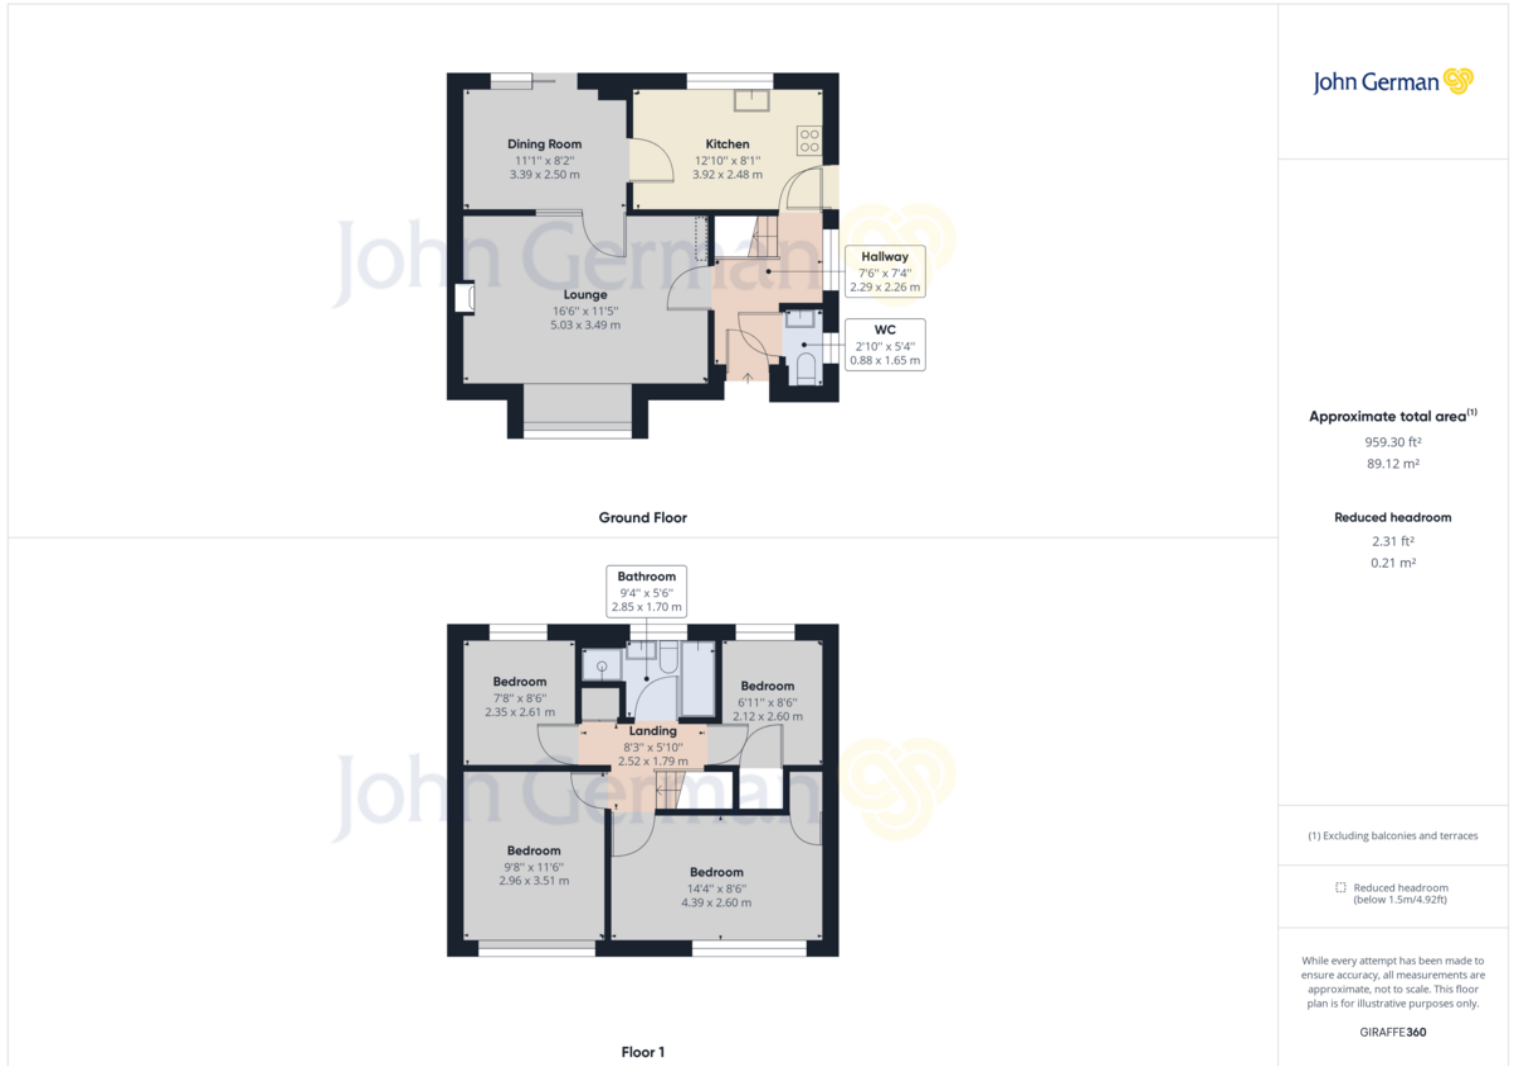 John German
Dining Room
11'1" x 8'2"
3.39 x 2.50 m
Kitchen
12'10" x 8'1"
3.92 x 2.48 m
John German
Hallway
7'6" x 7'4"
2.29 x 2.26 m
Lounge
16'6" x 11'5"
5.03 x 3.49 m
WC
2'10" x 5'4"
0.88 x 1.65 m
Ground Floor
Bathroom
9'4" x 5'6"
2.85 x 1.70 m
Bedroom
7'8" x 8'6"
2.35 x 2.61 m
Bedroom
6'11" x 8'6"
2.12 x 2.60 m
Landing
8'3" x 5'10"
2.52 x 1.79 m
John German
Bedroom
9'8" x 11'6"
2.96 x 3.51 m
Bedroom
14'4" x 8'6"
4.39 x 2.60 m
Floor 1
Approximate total area(1)
959.30 ft²
89.12 m²
Reduced headroom
2.31 ft²
0.21 m²
(1) Excluding balconies and terraces
Reduced headroom
(below 1.5m/4.92ft)
While every attempt has been made to
ensure accuracy, all measurements are
approximate, not to scale. This floor
plan is for illustrative purposes only.
GIRAFFE360